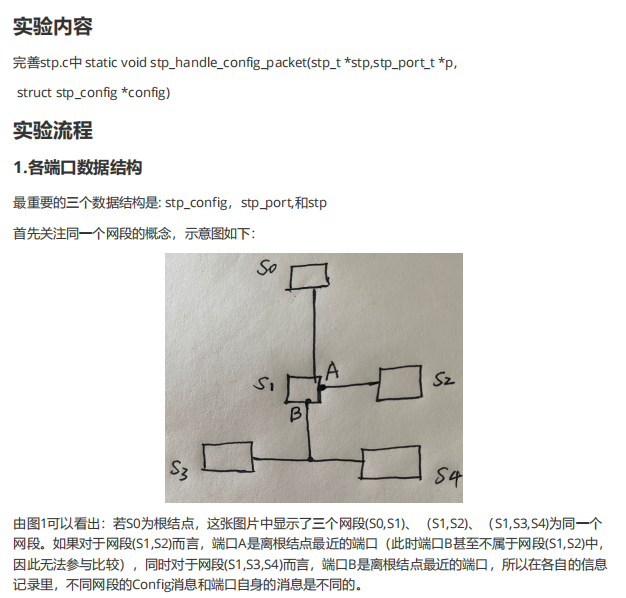 实验内容
完善stp.c中 static void stp_handle_config_packet(stp_t *stp,stp_port_t *p,
struct stp_config *config)
实验流程
1.各端口数据结构
最重要的三个数据结构是: stp_config，stp_port,和stp
首先关注同一个网段的概念，示意图如下：
S0
S1
A
S2
B
S3
S4
由图1可以看出：若S0为根结点，这张图片中显示了三个网段(S0,S1)、（S1,S2)、（S1,S3,S4)为同一个
网段。如果对于网段(S1,S2)而言，端口A是离根结点最近的端口（此时端口B甚至不属于网段(S1,S2)中，
因此无法参与比较），同时对于网段(S1,S3,S4)而言，端口B是离根结点最近的端口，所以在各自的信息
记录里，不同网段的Config消息和端口自身的消息是不同的。